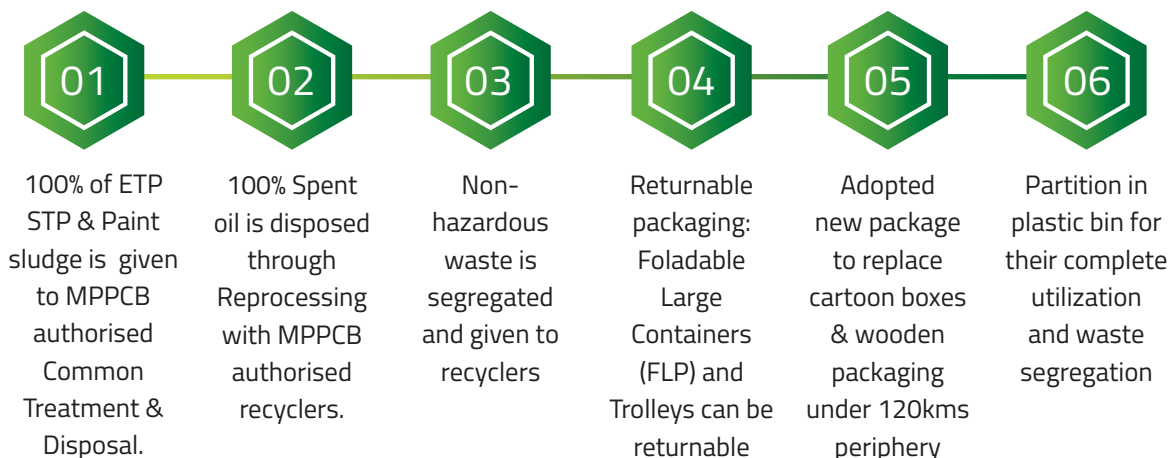 01
100% of ETP
STP & Paint
sludge is given
to MPPCB
authorised
Common
Treatment &
Disposal.
02
100% Spent
oil is disposed
through
Reprocessing
with MPPCB
authorised
recyclers.
03
Non-
hazardous
waste is
segregated
and given to
recyclers
04
Returnable
packaging:
Foladable
Large
Containers
(FLP) and
Trolleys can be
returnable
05
Adopted
new package
to replace
cartoon boxes
& wooden
packaging
under 120kms
periphery
06
Partition in
plastic bin for
their complete
utilization
and waste
segregation